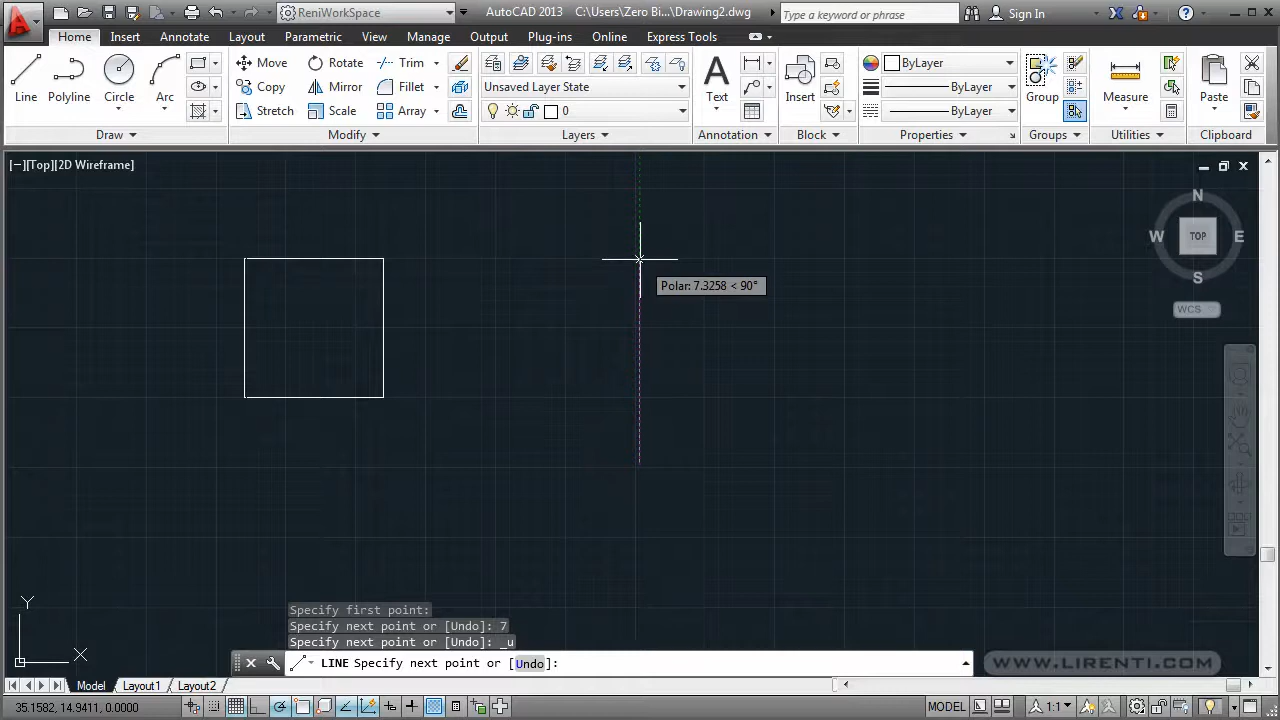 ReniWorkSpace
AutoCAD 2013 C:\Users\Zero Bi...\Drawing2.dwg
Type a keyword or phrase
Sign In
Home Insert Annotate Layout Parametric View Manage Output Plug-ins Online Express Tools
Line Polyline Circle Arc
Move Rotate Trim
Copy Mirror Fillet
Stretch Scale Array
Unsaved Layer State
0
Text
Insert
ByLayer
ByLayer
ByLayer
Group
Measure
Paste
Draw Modify Layers Annotation Block Properties Groups Utilities Clipboard
[−][Top][2D Wireframe]
N
W TOP E
S
WCS
Polar: 7.3258 < 90°
Y
X
Specify first point:
Specify next point or [Undo]: 7
Specify next point or [Undo]: _u
LINE Specify next point or [Undo]:
WWW.LIRENTI.COM
Model Layout1 Layout2
35.1582, 14.9411, 0.0000
MODEL
1:1